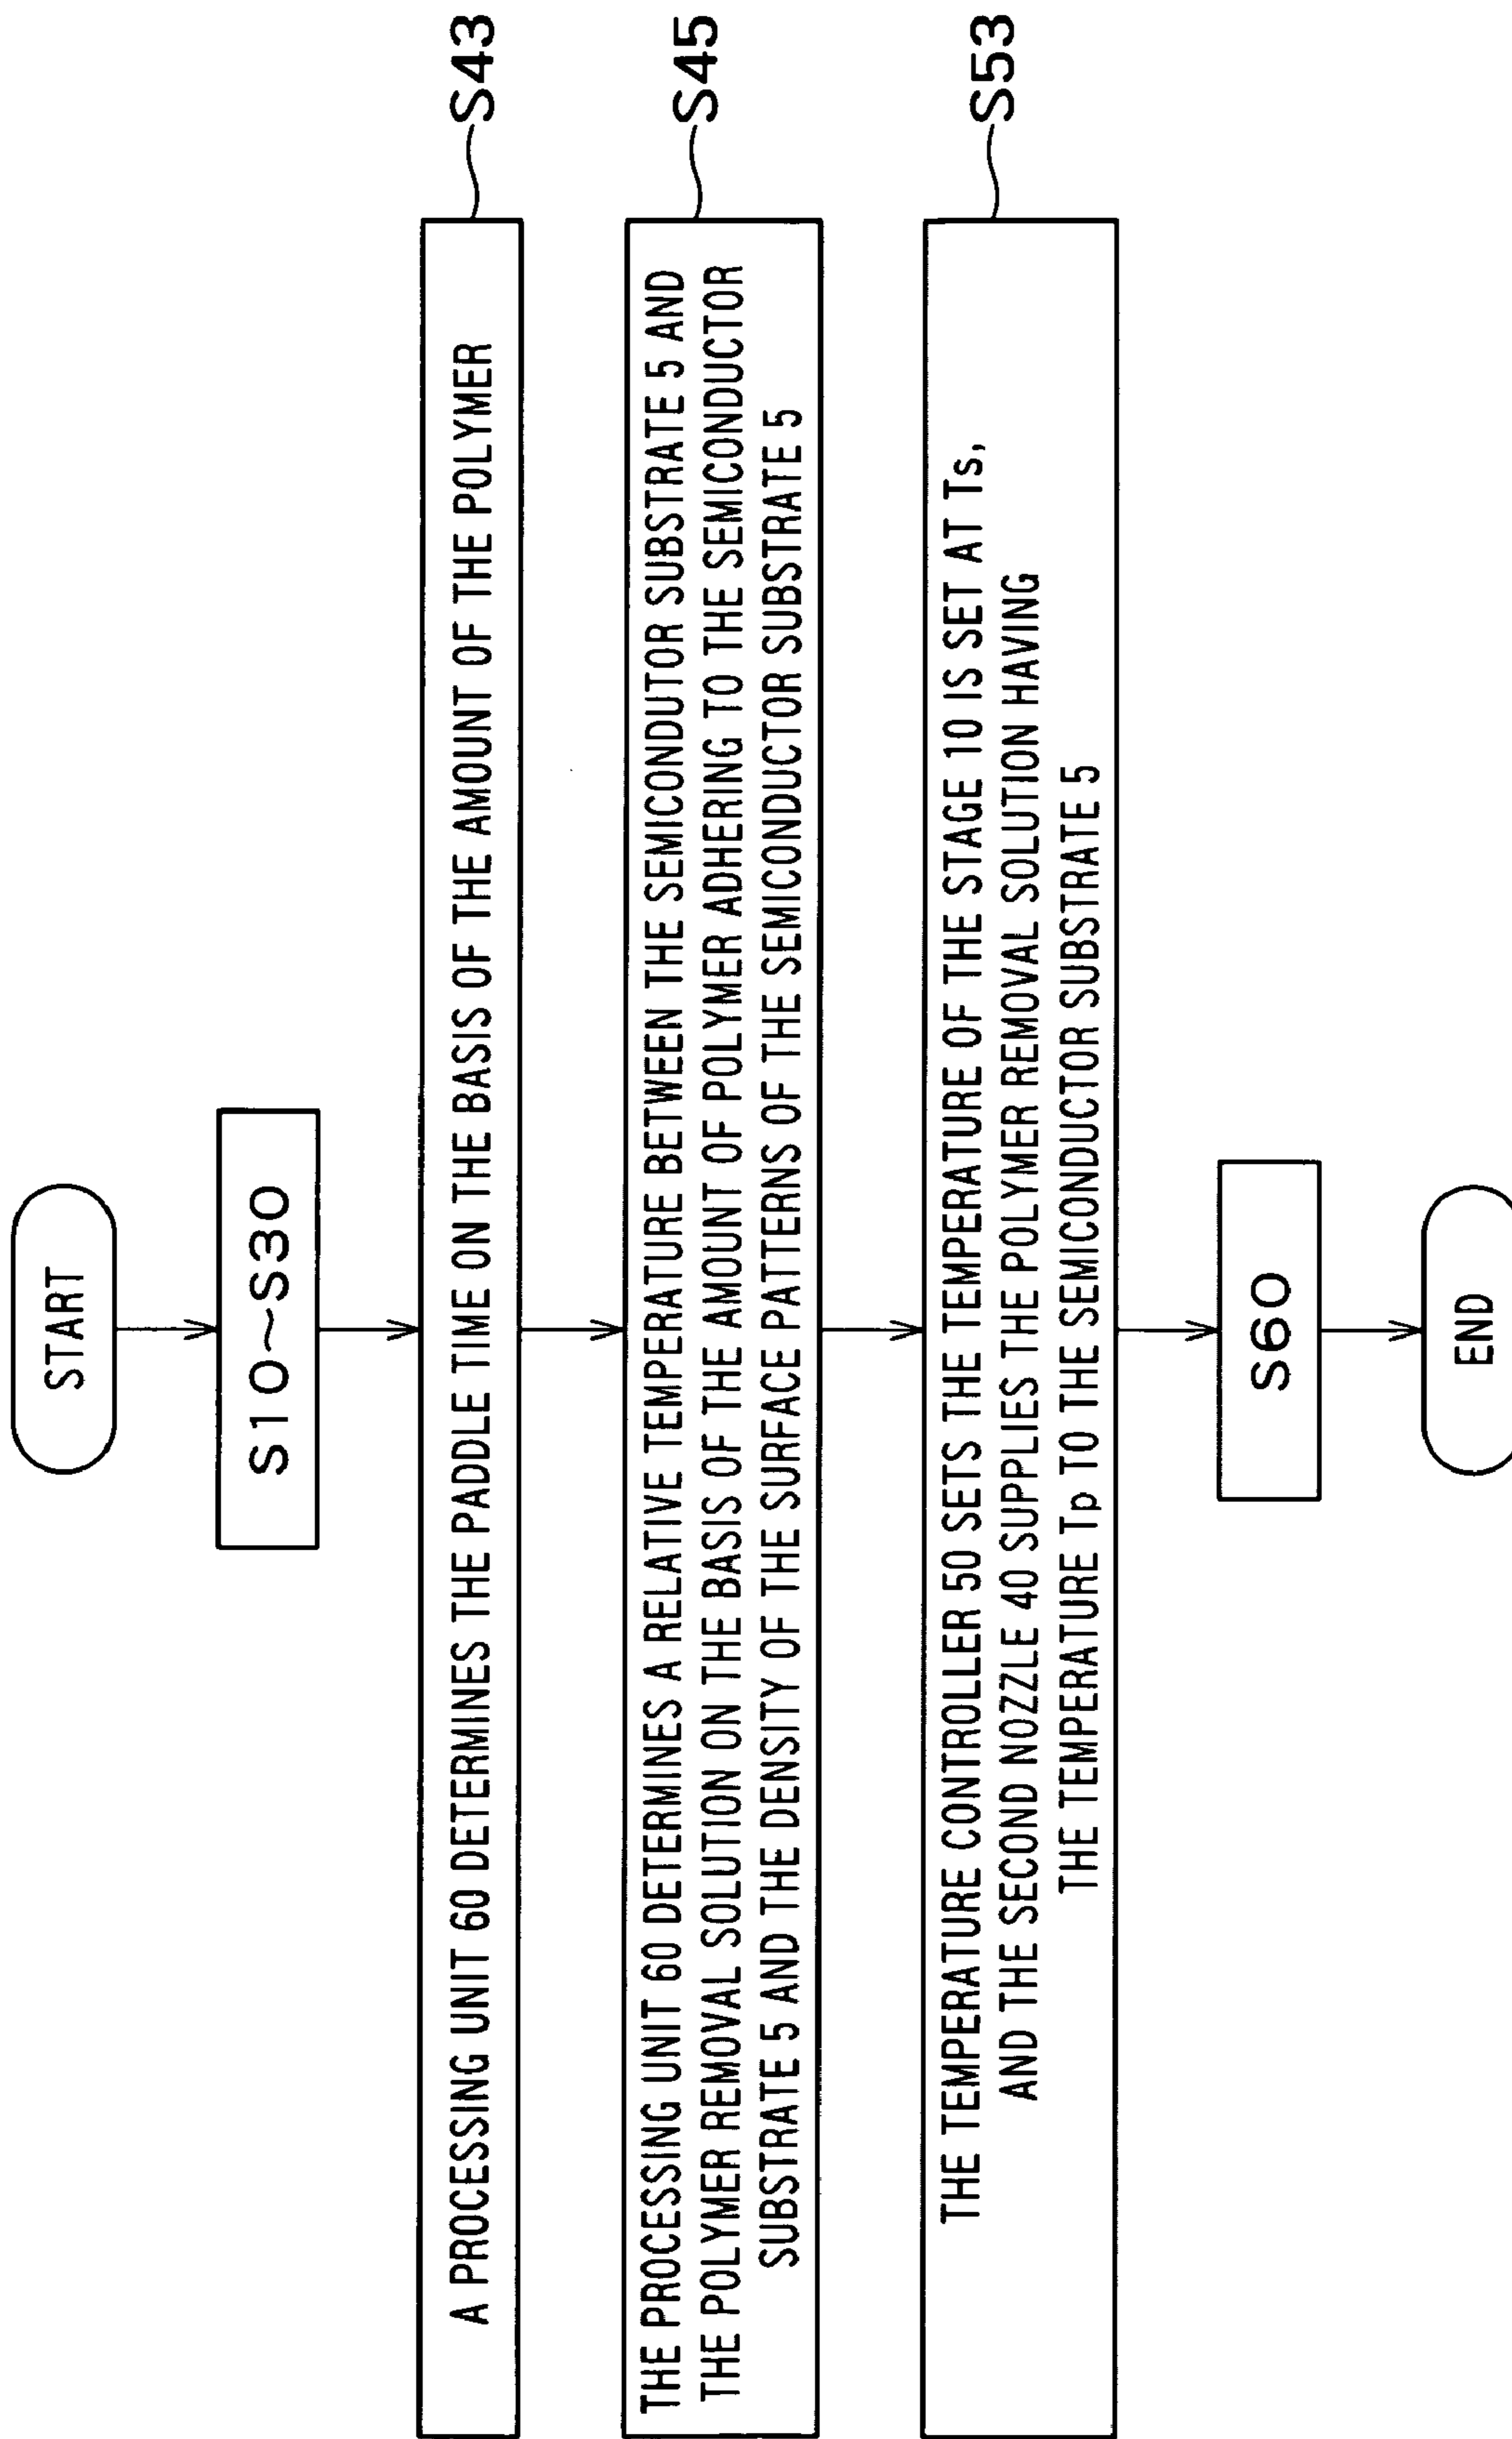 START
S10~S30
A PROCESSING UNIT 60 DETERMINES THE PADDLE TIME ON THE BASIS OF THE AMOUNT OF THE POLYMER
S43
THE PROCESSING UNIT 60 DETERMINES A RELATIVE TEMPERATURE BETWEEN THE SEMICONDUTOR SUBSTRATE 5 AND
THE POLYMER REMOVAL SOLUTION ON THE BASIS OF THE AMOUNT OF POLYMER ADHERING TO THE SEMICONDUCTOR
SUBSTRATE 5 AND THE DENSITY OF THE SURFACE PATTERNS OF THE SEMICONDUCTOR SUBSTRATE 5
S45
THE TEMPERATURE CONTROLLER 50 SETS THE TEMPERATURE OF THE STAGE 10 IS SET AT Ts,
AND THE SECOND NOZZLE 40 SUPPLIES THE POLYMER REMOVAL SOLUTION HAVING
THE TEMPERATURE Tp TO THE SEMICONDUCTOR SUBSTRATE 5
S53
S60
END